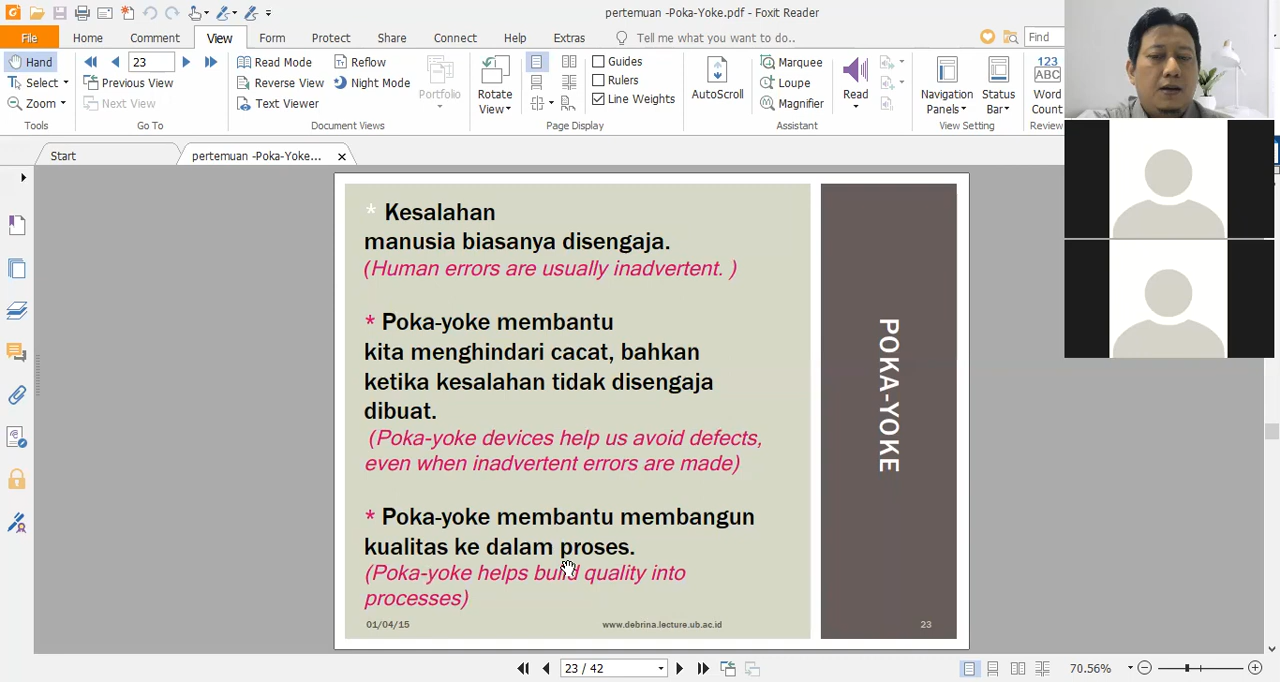 pertemuan -Poka-Yoke.pdf - Foxit Reader
File Home Comment View Form Protect Share Connect Help Extras Tell me what you want to do.. Find
Hand 23 Read Mode Reflow Guides Marquee
Select Previous View Reverse View Night Mode Rulers Loupe
Zoom Next View Text Viewer Line Weights Magnifier
Portfolio
Rotate View
AutoScroll
Read
Navigation Panels
Status Bar
123
ABC
Word Count
Tools Go To Document Views Page Display Assistant View Setting Review
Start pertemuan -Poka-Yoke...
* Kesalahan
manusia biasanya disengaja.
(Human errors are usually inadvertent. )
* Poka-yoke membantu
kita menghindari cacat, bahkan
ketika kesalahan tidak disengaja
dibuat.
(Poka-yoke devices help us avoid defects,
even when inadvertent errors are made)
* Poka-yoke membantu membangun
kualitas ke dalam proses.
(Poka-yoke helps build quality into
processes)
01/04/15 www.debrina.lecture.ub.ac.id 23
POKA-YOKE
23 / 42 70.56%